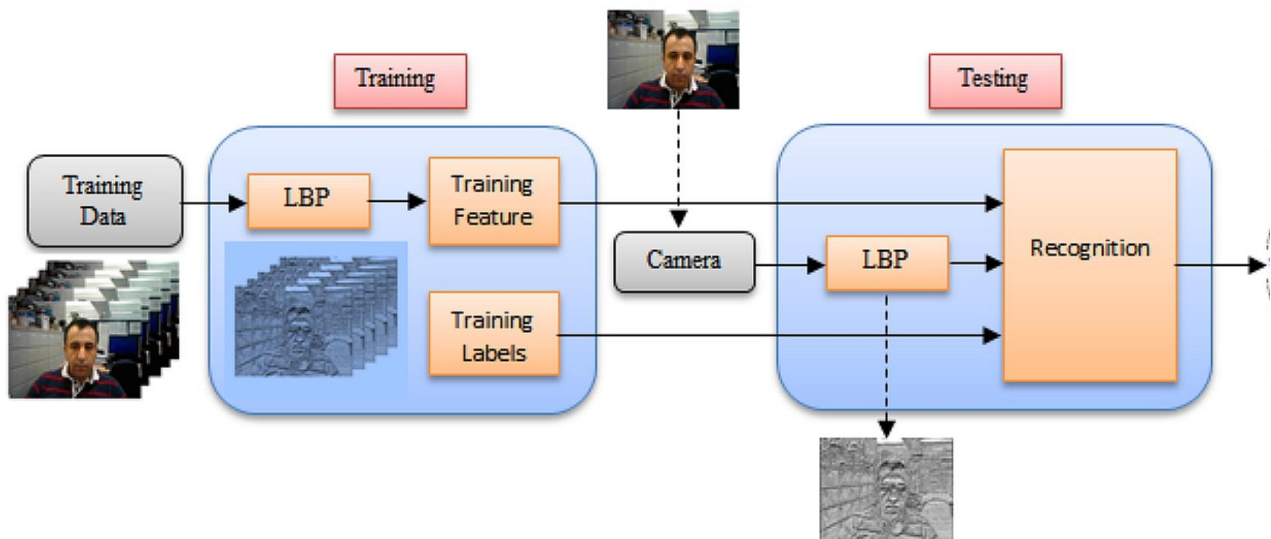 Training
Testing
Training
Data
LBP
Training
Feature
Camera
LBP
Recognition
Training
Labels